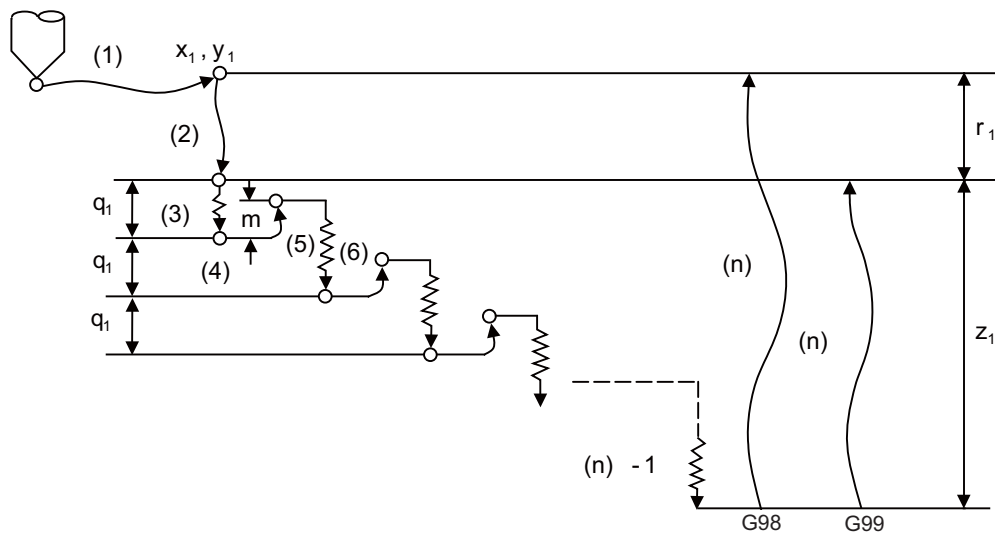 (1)
x₁ , y₁
(2)
r₁
q₁
(3)
m
q₁
(4)
(5)
(6)
(n)
q₁
(n)
z₁
(n) - 1
G98
G99